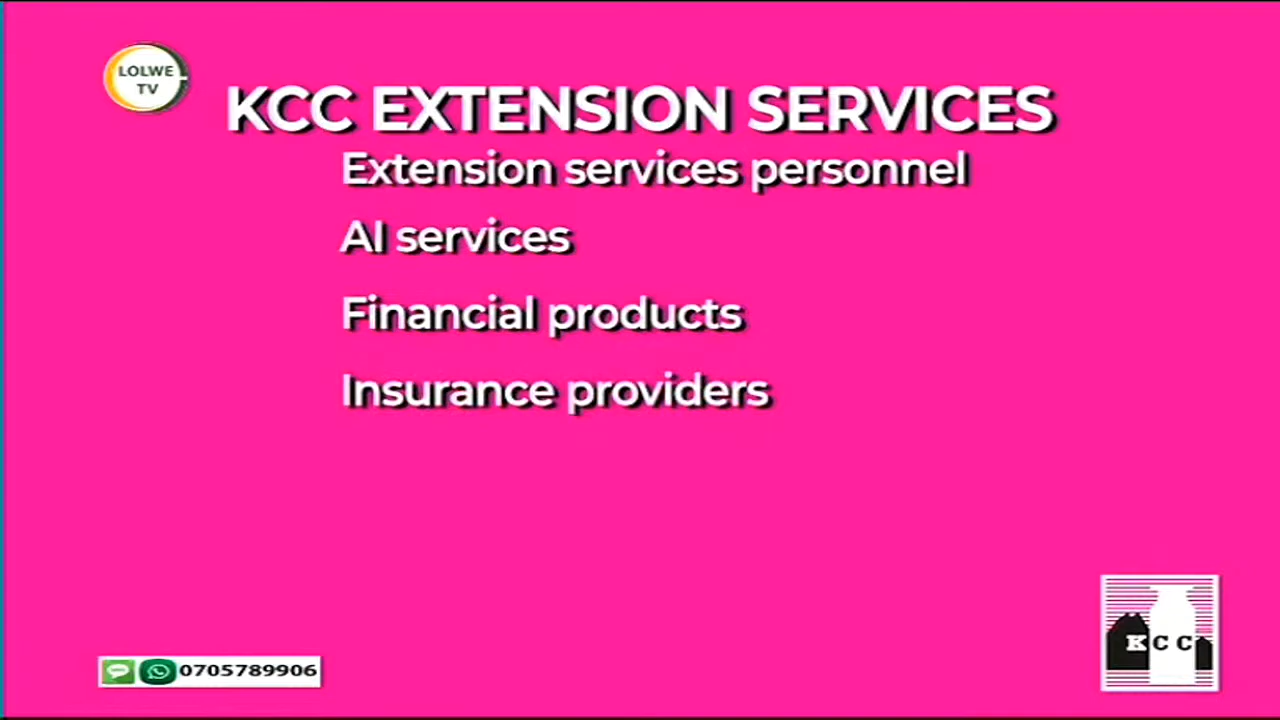 LOLWE
TV
KCC EXTENSION SERVICES
Extension services personnel
AI services
Financial products
Insurance providers
KCC
0705789906